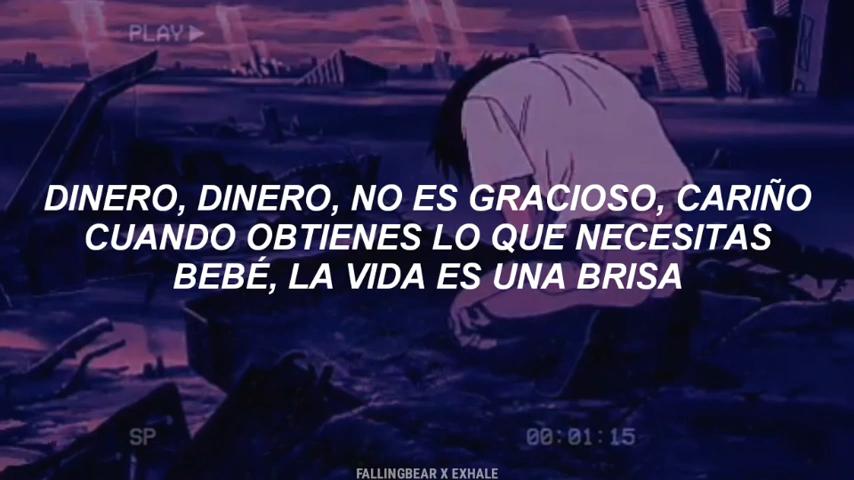 PLAY
DINERO, DINERO, NO ES GRACIOSO, CARIÑO
CUANDO OBTIENES LO QUE NECESITAS
BEBÉ, LA VIDA ES UNA BRISA
SP
00:01:15
FALLINGBEAR X EXHALE